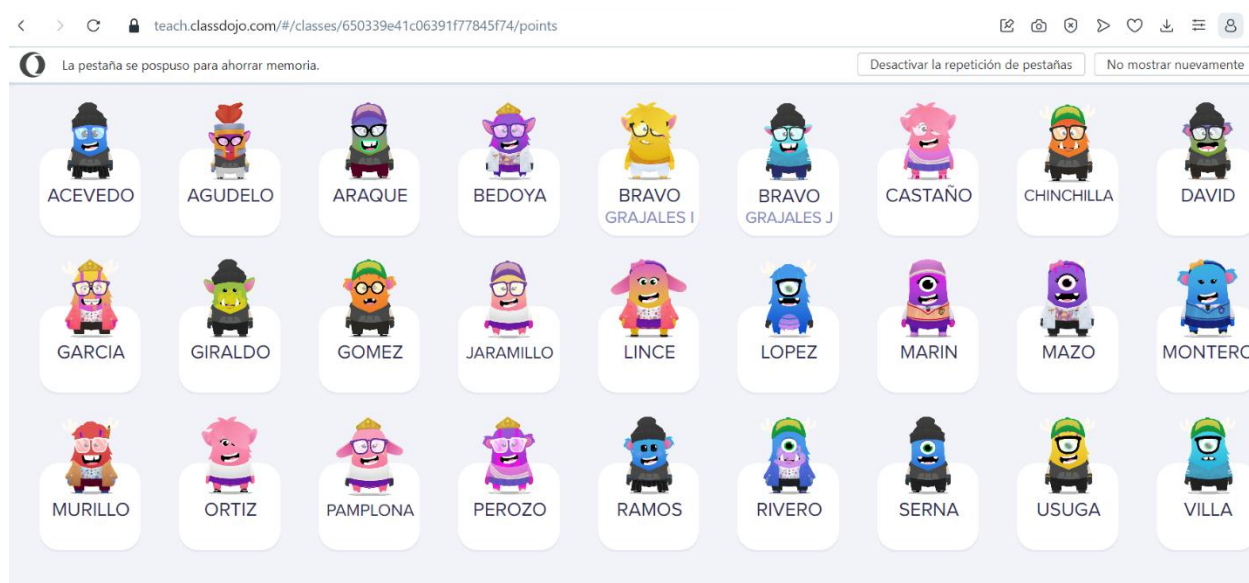 teach.classdojo.com/#/classes/650339e41c06391f77845f74/points
La pestaña se pospuso para ahorrar memoria. Desactivar la repetición de pestañas No mostrar nuevamente
ACEVEDO AGUDELO ARAQUE BEDOYA BRAVO BRAVO CASTAÑO CHINCHILLA DAVID
GRAJALES I GRAJALES J
GARCIA GIRALDO GOMEZ JARAMILLO LINCE LOPEZ MARIN MAZO MONTERO
MURILLO ORTIZ PAMPLONA PEROZO RAMOS RIVERO SERNA USUGA VILLA